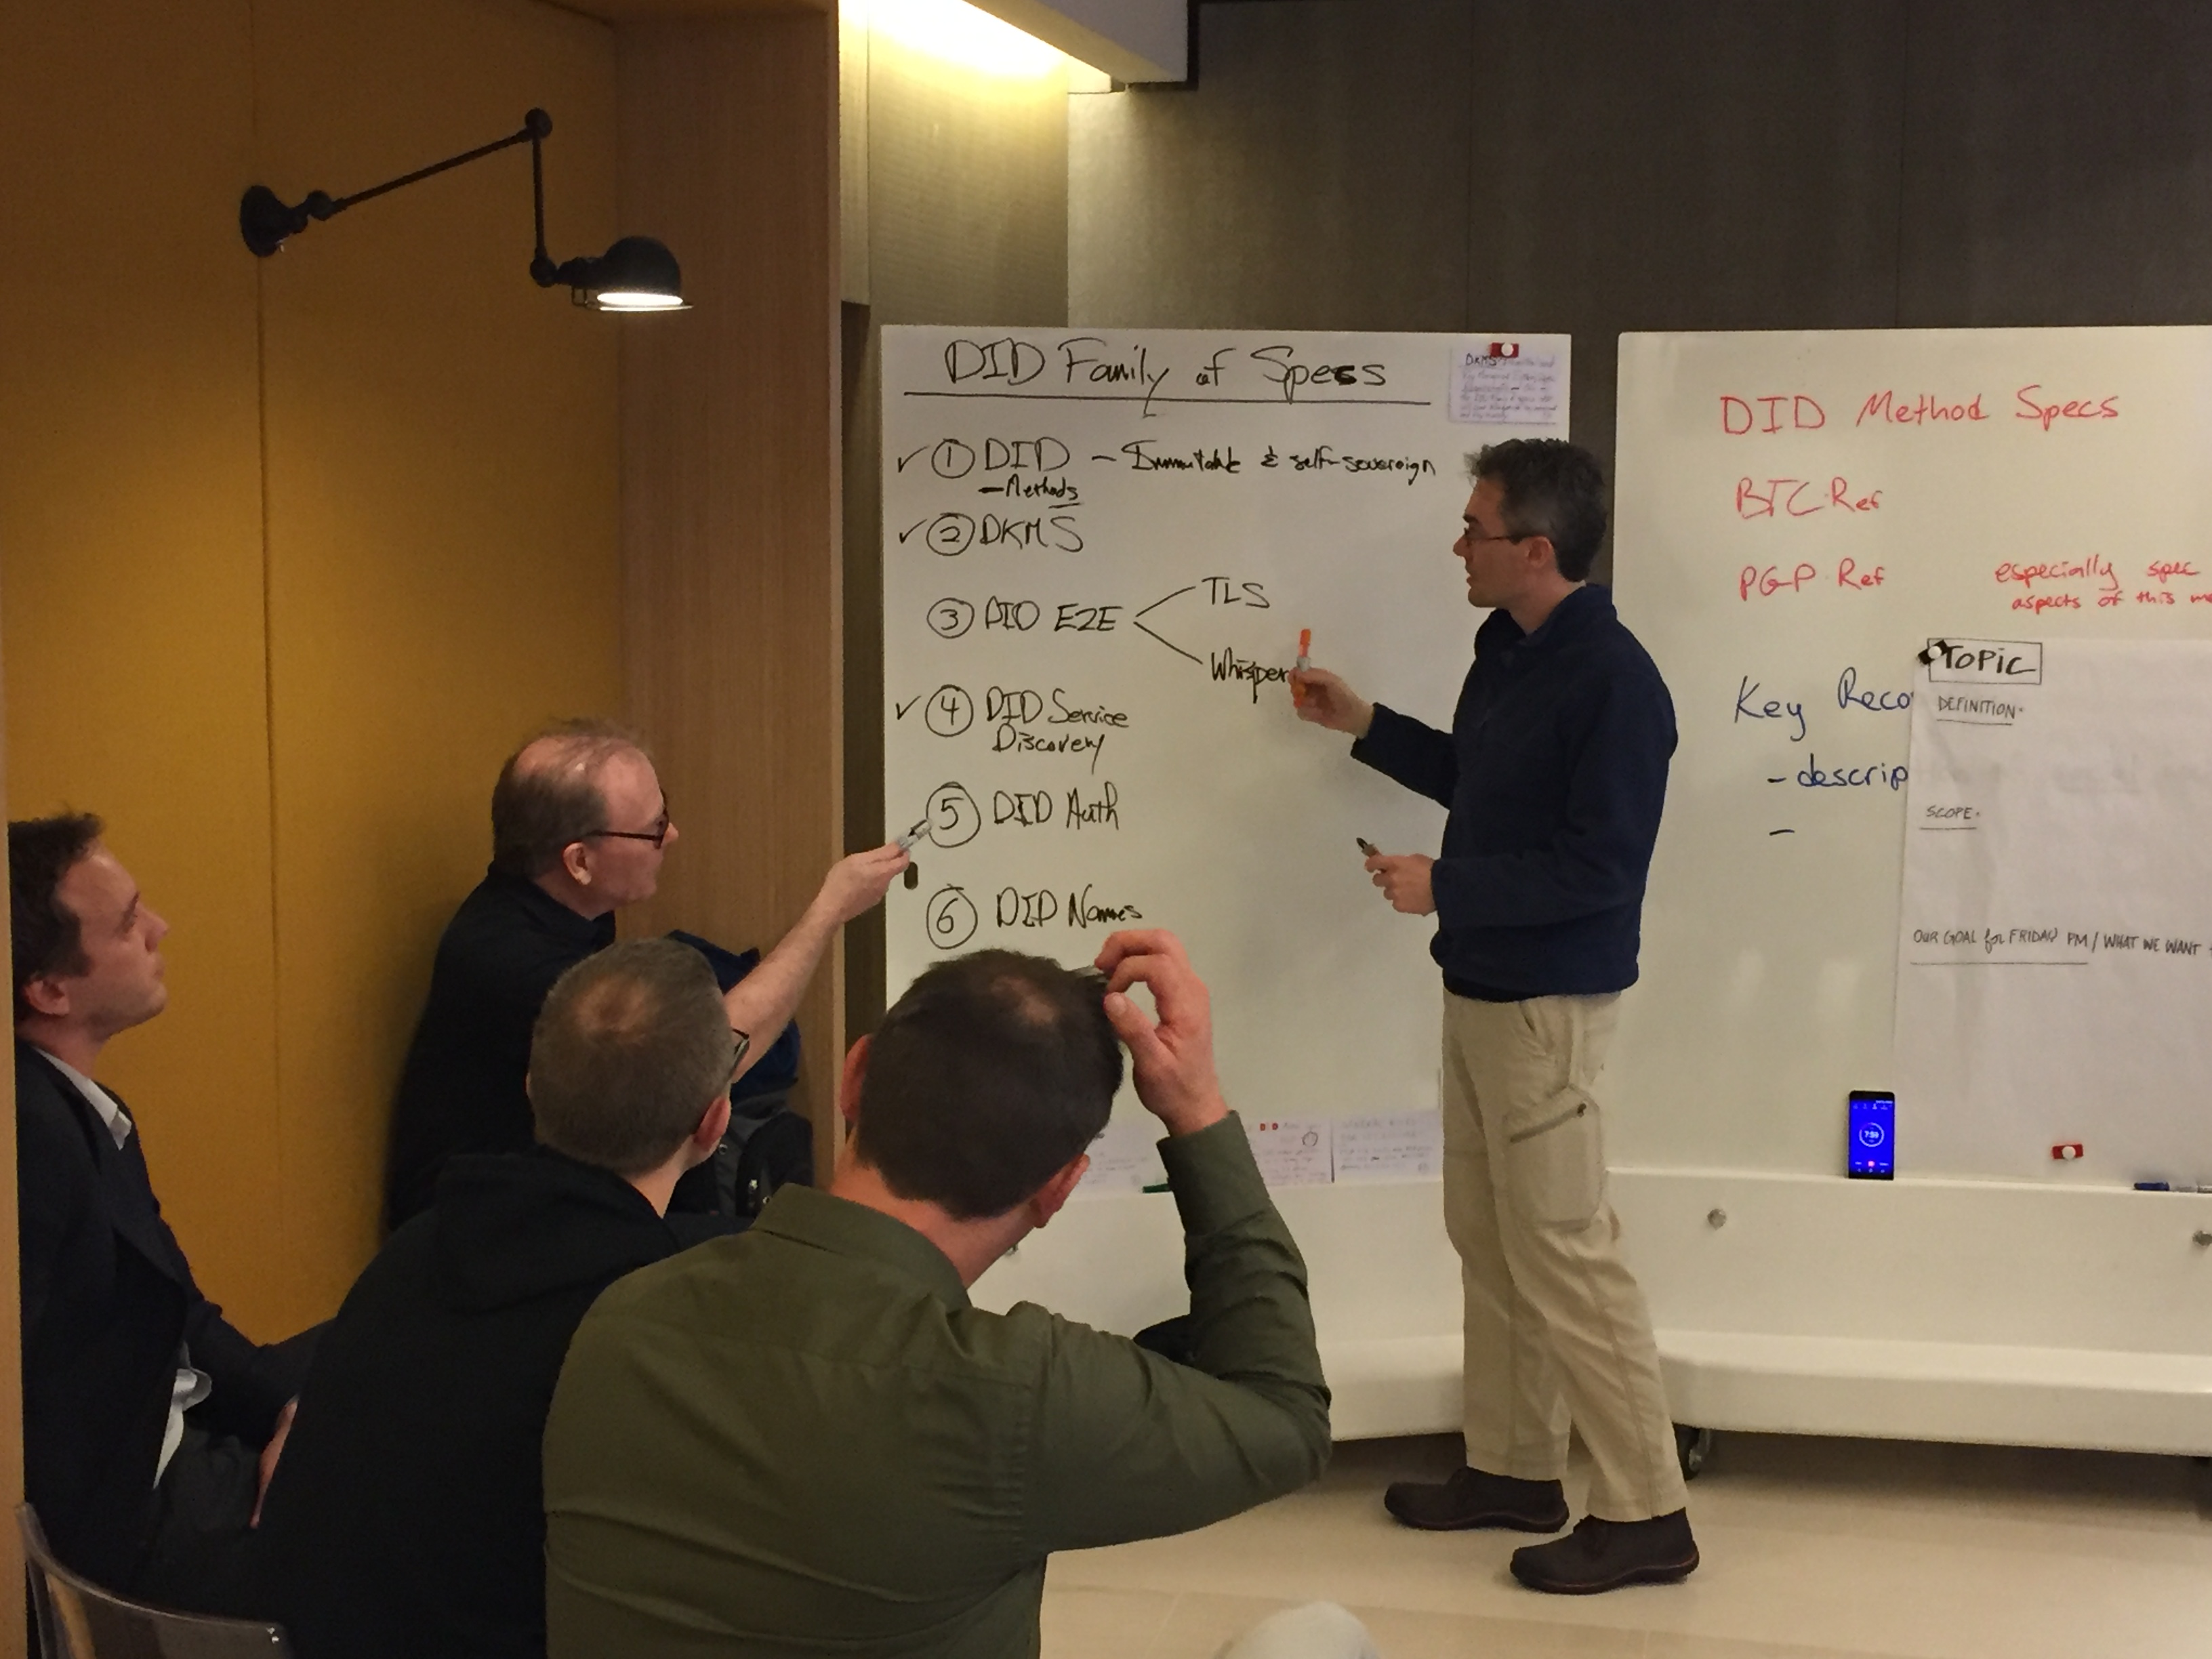 DID Family of Specs
DKMS
✓ ① DID – Immutable & self-sovereign
– Methods
✓ ② DKMS
③ DID E2E
TLS
Whisper
✓ ④ DID Service
Discovery
⑤ DID Auth
⑥ DID Names
DID Method Specs
BTC Ref
PGP Ref
especially spec
aspects of this
Key Reco
- descrip
-
TOPIC
DEFINITION·
SCOPE·
OUR GOAL for FRIDAY PM / WHAT WE WANT